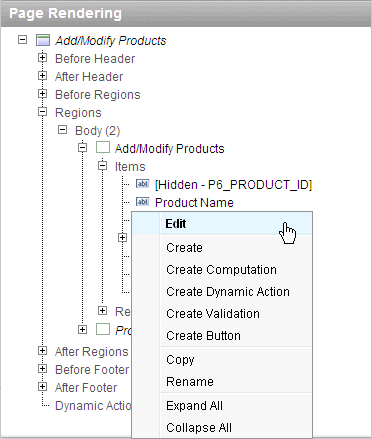 Page Rendering
Add/Modify Products
Before Header
After Header
Before Regions
Regions
Body (2)
Add/Modify Products
Items
[Hidden - P6_PRODUCT_ID]
Product Name
Edit
Create
Create Computation
Create Dynamic Action
Create Validation
Create Button
Copy
Rename
Expand All
Collapse All
Re
Pro
After Regions
Before Footer
After Footer
Dynamic Actio